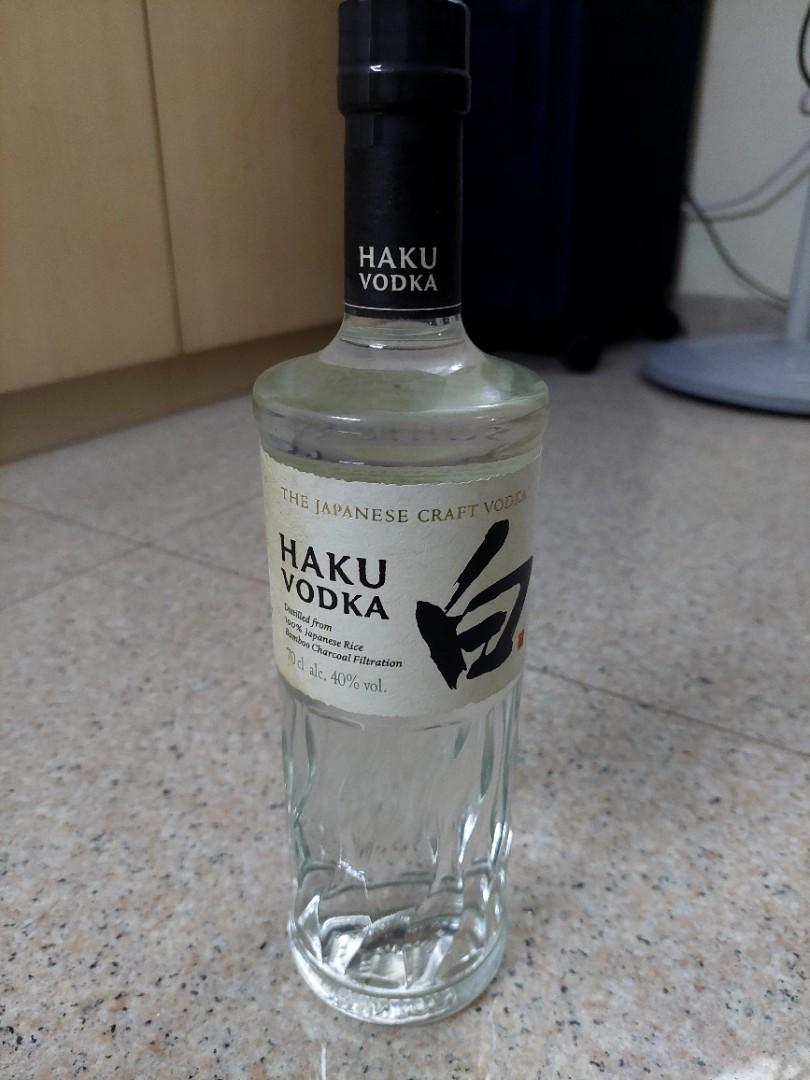 HAKU
VODKA
THE JAPANESE CRAFT VODKA
HAKU
VODKA
白
Distilled from
100% Japanese Rice
Bamboo Charcoal Filtration
70 cl alc. 40% vol.